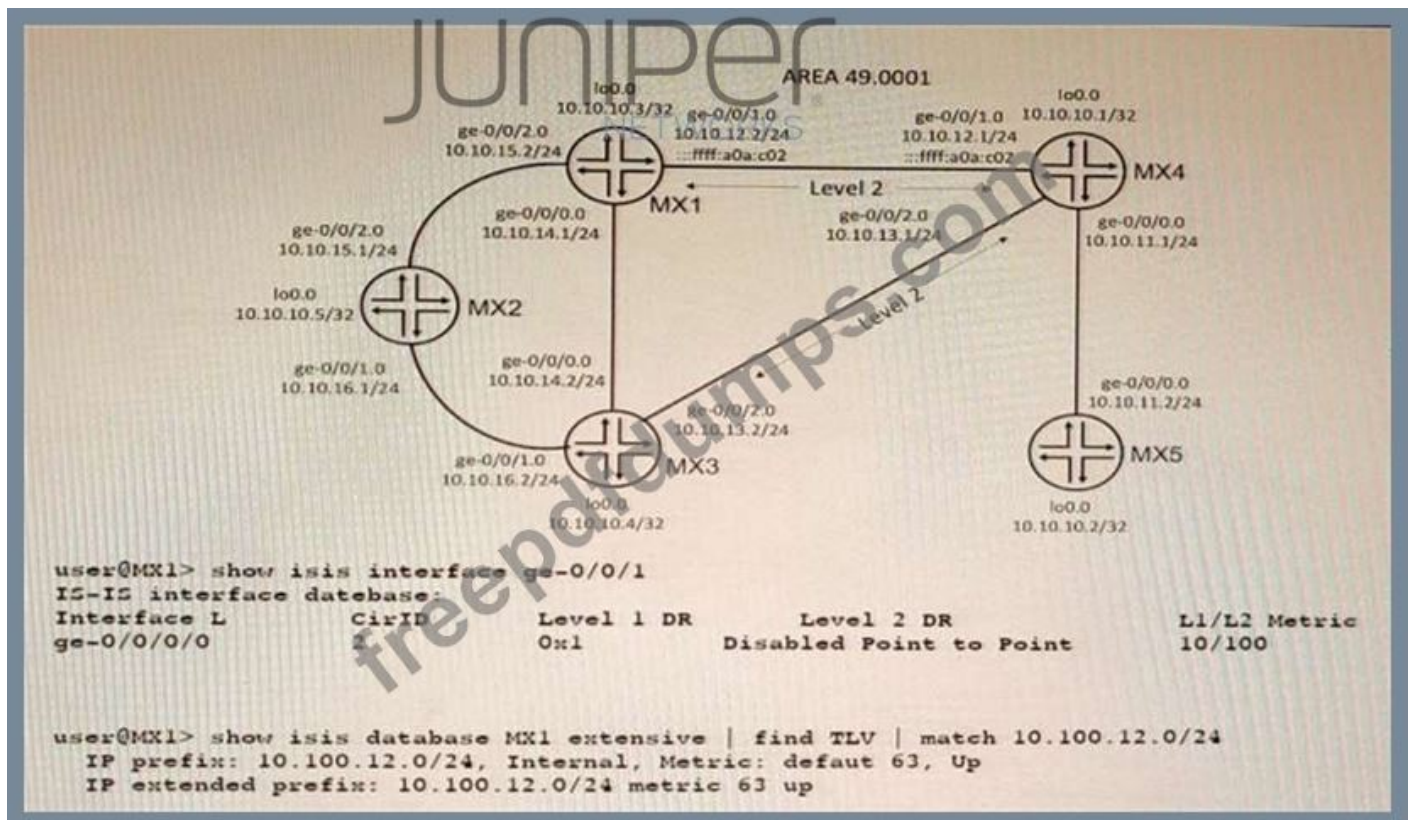 JUNIPER
NETWORKS
AREA 49.0001
lo0.0
10.10.10.3/32
ge-0/0/1.0
10.10.12.2/24
:::ffff:a0a:c02
ge-0/0/1.0
10.10.12.1/24
:::ffff:a0a:c02
lo0.0
10.10.10.1/32
ge-0/0/2.0
10.10.15.2/24
MX1
Level 2
MX4
ge-0/0/0.0
10.10.14.1/24
ge-0/0/2.0
10.10.13.1/24
ge-0/0/0.0
10.10.11.1/24
ge-0/0/2.0
10.10.15.1/24
lo0.0
10.10.10.5/32
MX2
Level 2
ge-0/0/1.0
10.10.16.1/24
ge-0/0/0.0
10.10.14.2/24
ge-0/0/0.0
10.10.11.2/24
ge-0/0/2.0
10.10.13.2/24
ge-0/0/1.0
10.10.16.2/24
MX3
MX5
lo0.0
10.10.10.4/32
lo0.0
10.10.10.2/32
user@MX1> show isis interface ge-0/0/1
IS-IS interface datebase:
Interface L CirID Level 1 DR Level 2 DR L1/L2 Metric
ge-0/0/0/0 2 0x1 Disabled Point to Point 10/100
user@MX1> show isis database MX1 extensive | find TLV | match 10.100.12.0/24
IP prefix: 10.100.12.0/24, Internal, Metric: defaut 63, Up
IP extended prefix: 10.100.12.0/24 metric 63 up
freepdfdumps.com